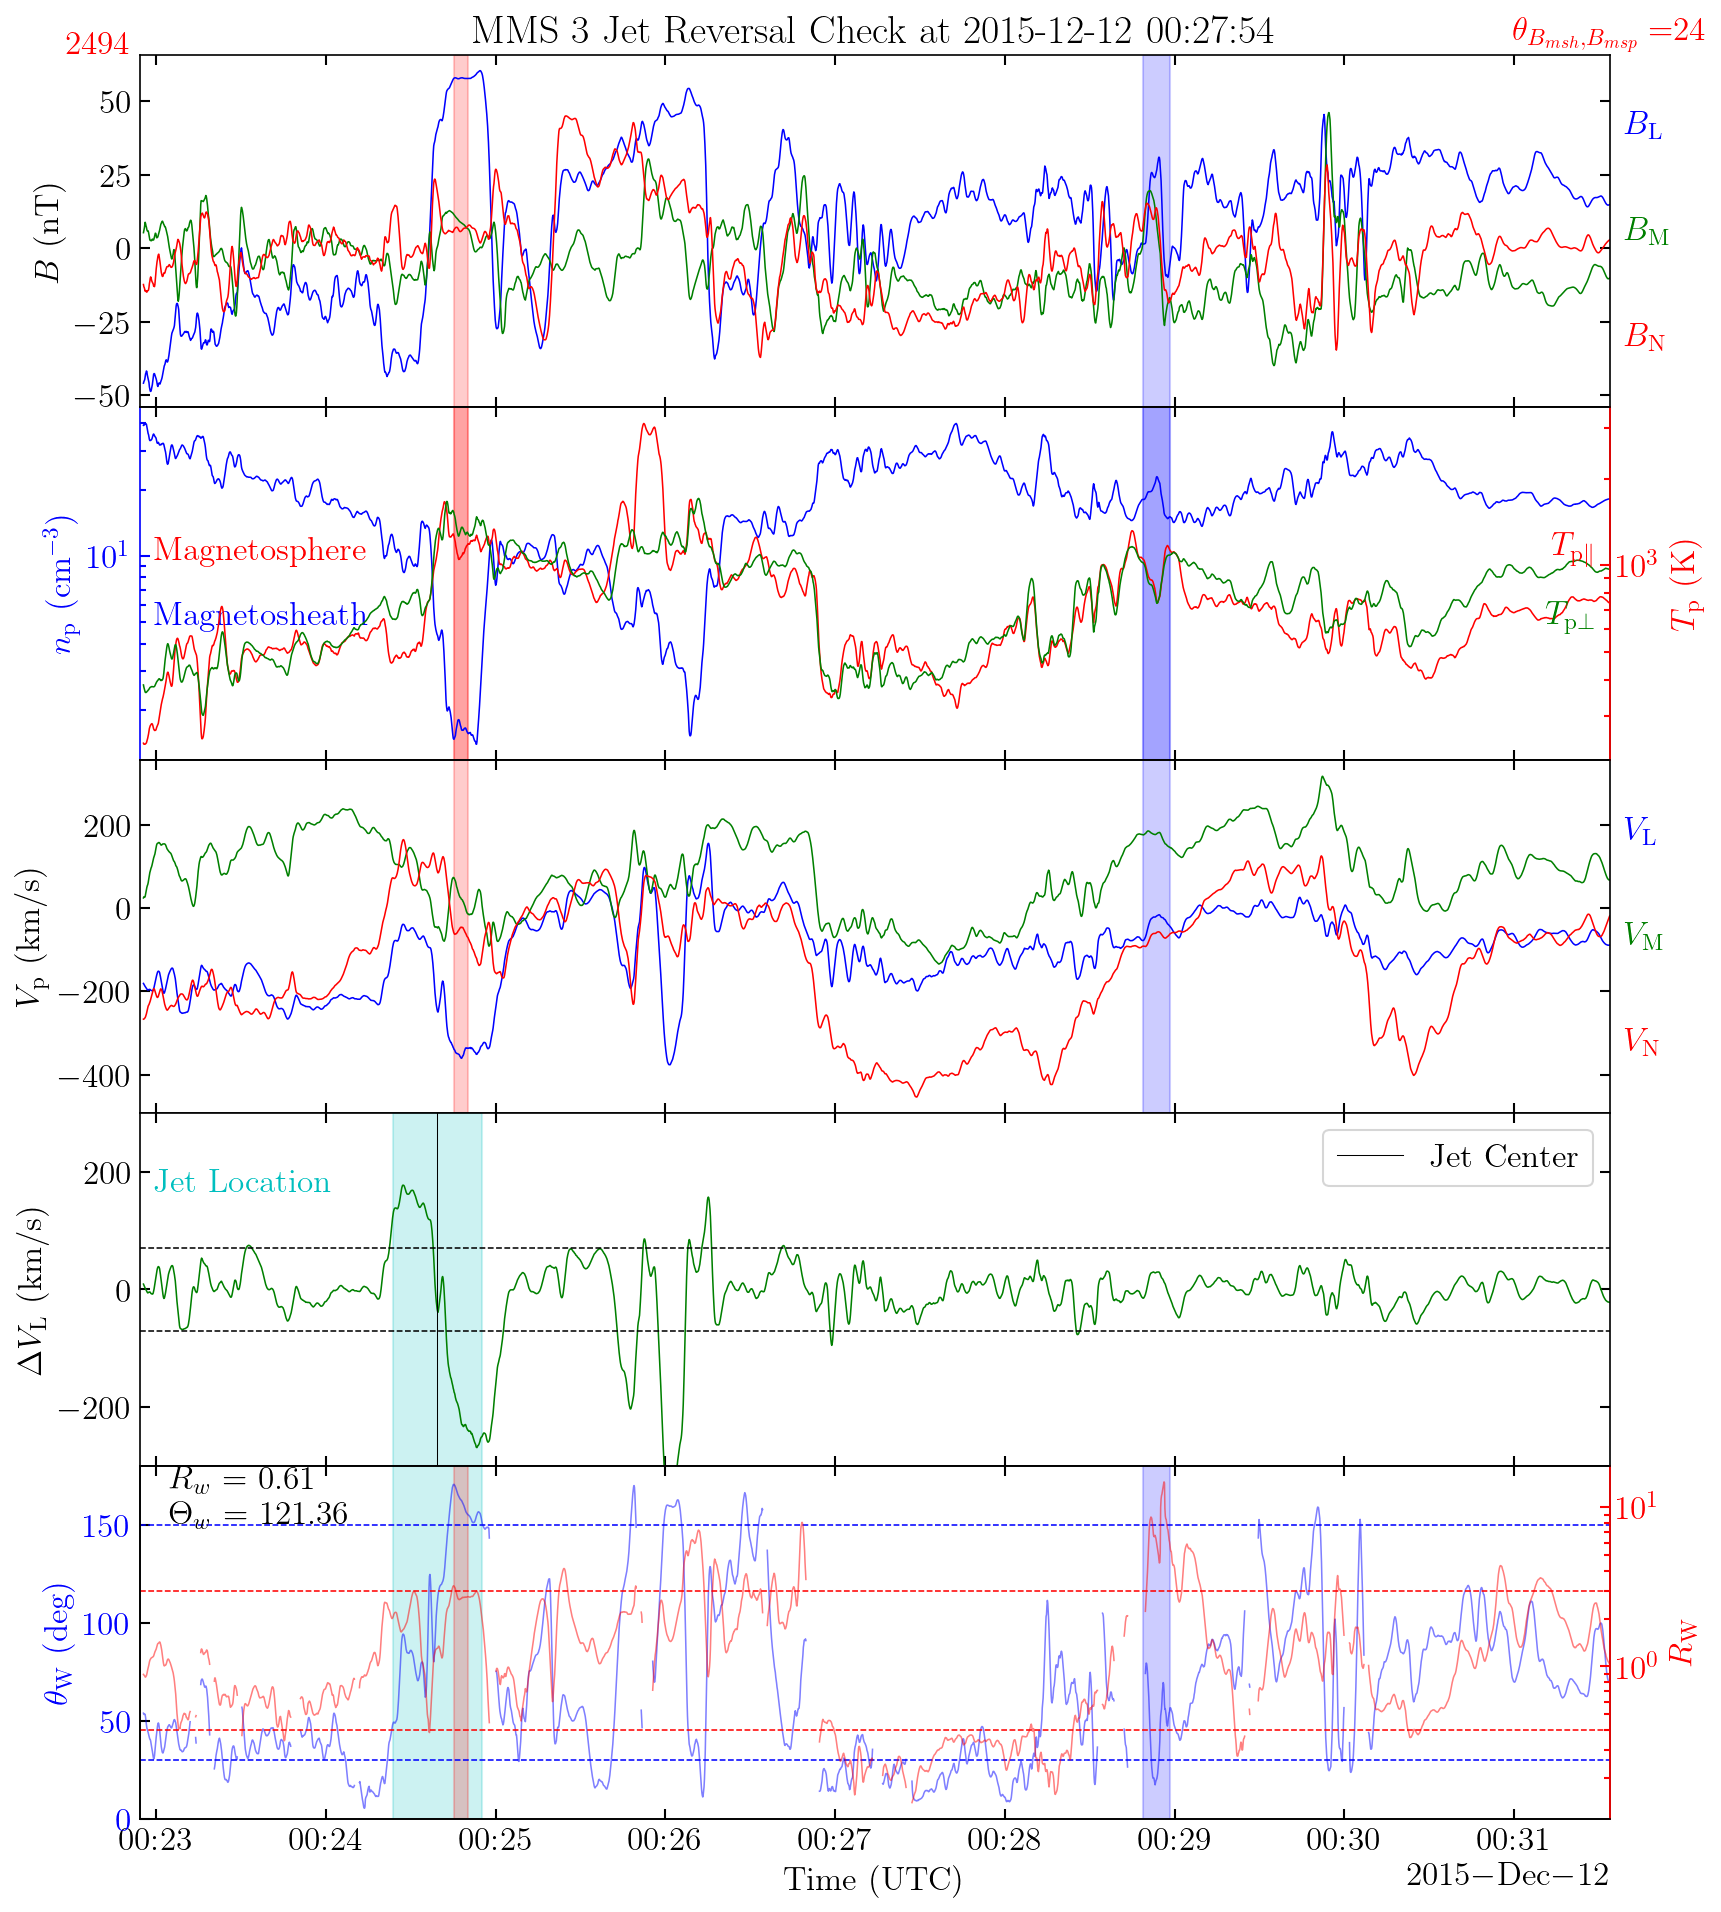 MMS 3 Jet Reversal Check at 2015-12-12 00:27:54
2494
θ_{B_{msh},B_{msp}} =24
50
25
0
−25
−50
B (nT)
B_L
B_M
B_N
10^1
n_p (cm^{−3})
Magnetosphere
Magnetosheath
T_{p∥}
T_{p⊥}
10^3
T_p (K)
200
0
−200
−400
V_p (km/s)
V_L
V_M
V_N
200
0
−200
ΔV_L (km/s)
Jet Location
Jet Center
R_w = 0.61
Θ_w = 121.36
150
100
50
0
θ_W (deg)
10^1
10^0
R_W
00:23 00:24 00:25 00:26 00:27 00:28 00:29 00:30 00:31
Time (UTC)
2015−Dec−12